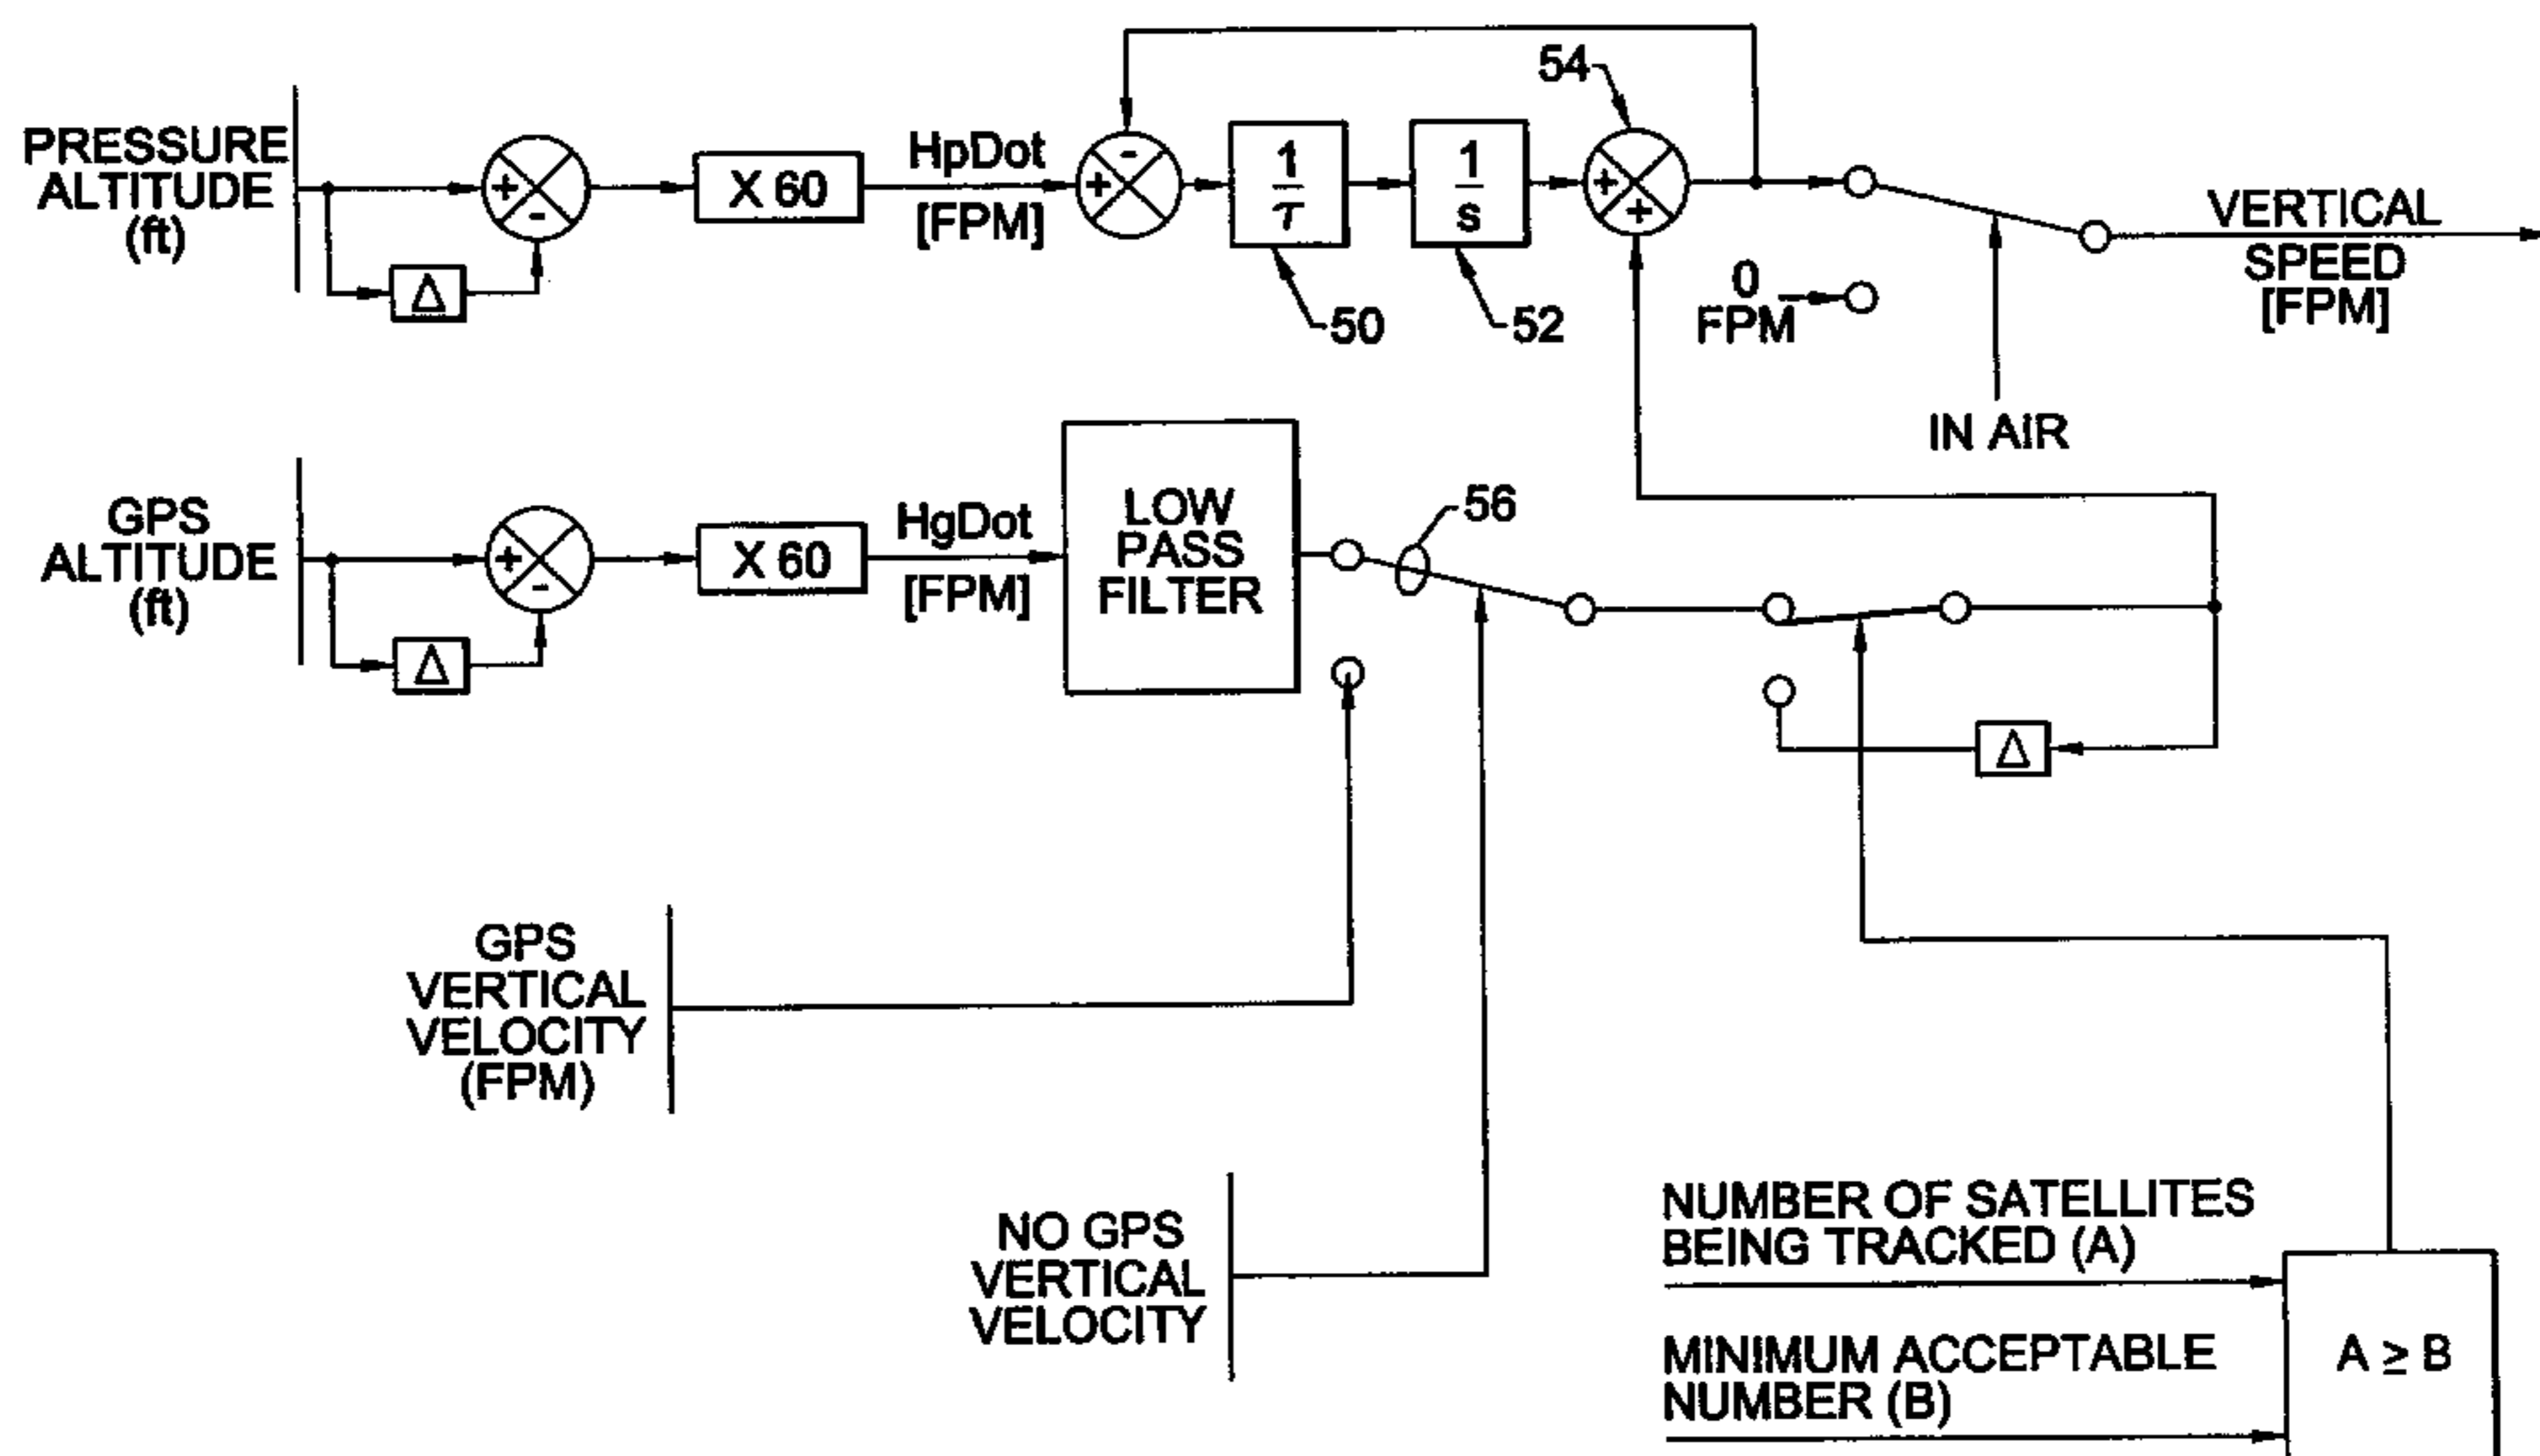 54
PRESSURE
ALTITUDE
(ft)
+
-
Δ
X 60
HpDot
[FPM]
-
+
1
τ
50
1
s
52
+
+
0
FPM
IN AIR
VERTICAL
SPEED
[FPM]
GPS
ALTITUDE
(ft)
+
-
Δ
X 60
HgDot
[FPM]
LOW
PASS
FILTER
56
Δ
GPS
VERTICAL
VELOCITY
(FPM)
NO GPS
VERTICAL
VELOCITY
NUMBER OF SATELLITES
BEING TRACKED (A)
MINIMUM ACCEPTABLE
NUMBER (B)
A ≥ B